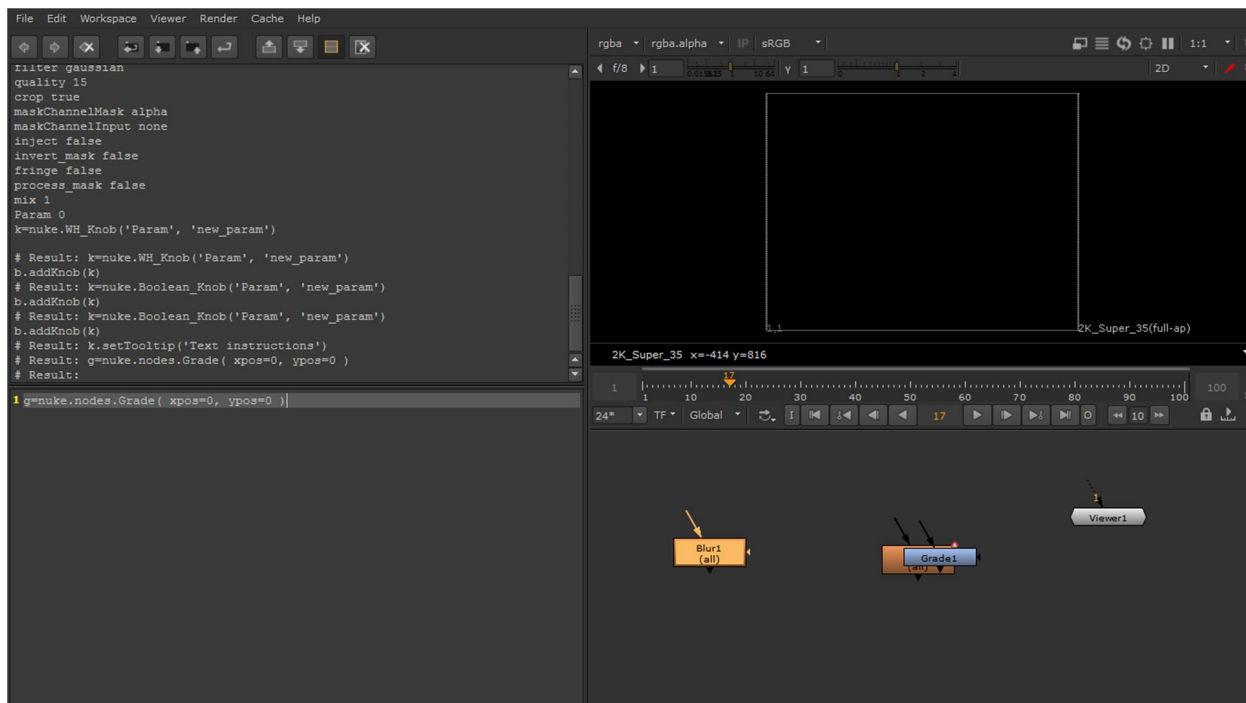 File Edit Workspace Viewer Render Cache Help
filter gaussian
quality 15
crop true
maskChannelMask alpha
maskChannelInput none
inject false
invert_mask false
fringe false
process_mask false
mix 1
Param 0
k=nuke.WH_Knob('Param', 'new_param')
# Result: k=nuke.WH_Knob('Param', 'new_param')
b.addKnob(k)
# Result: k=nuke.Boolean_Knob('Param', 'new_param')
b.addKnob(k)
# Result: k=nuke.Boolean_Knob('Param', 'new_param')
b.addKnob(k)
# Result: k.setTooltip('Text instructions')
# Result: g=nuke.nodes.Grade( xpos=0, ypos=0 )
# Result:
1 g=nuke.nodes.Grade( xpos=0, ypos=0 )
rgba rgba.alpha IP sRGB 1:1
f/8 1 Y 1 2D
1,1 2K_Super_35(full-ap)
2K_Super_35 x=-414 y=816
17
1 100
1 10 20 30 40 50 60 70 80 90 100
24* TF Global I 17 O 10
1
Viewer1
Blur1
(all)
Grade1
(all)